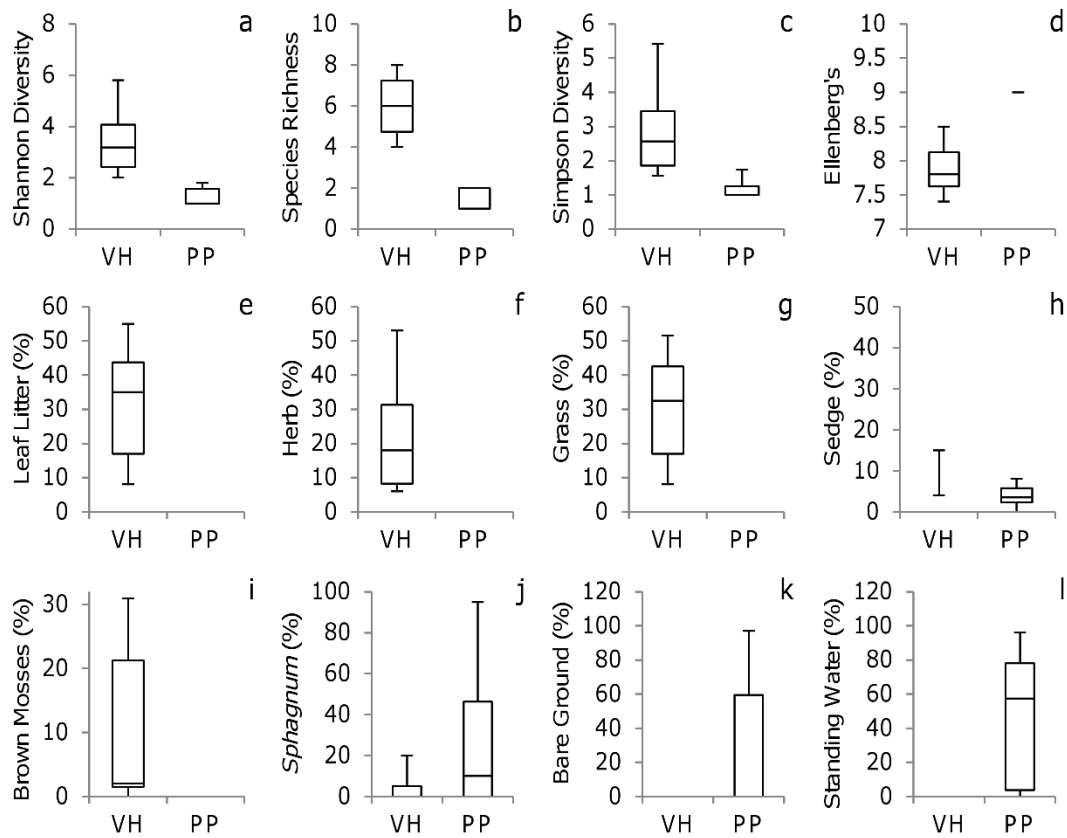 a
Shannon Diversity
8
6
4
2
0
VH PP
b
Species Richness
10
8
6
4
2
0
VH PP
c
Simpson Diversity
6
5
4
3
2
1
0
VH PP
d
Ellenberg's
10
9.5
9
8.5
8
7.5
7
VH PP
e
Leaf Litter (%)
60
50
40
30
20
10
0
VH PP
f
Herb (%)
60
50
40
30
20
10
0
VH PP
g
Grass (%)
60
50
40
30
20
10
0
VH PP
h
Sedge (%)
50
40
30
20
10
0
VH PP
i
Brown Mosses (%)
30
20
10
0
VH PP
j
Sphagnum (%)
100
80
60
40
20
0
VH PP
k
Bare Ground (%)
120
100
80
60
40
20
0
VH PP
l
Standing Water (%)
120
100
80
60
40
20
0
VH PP